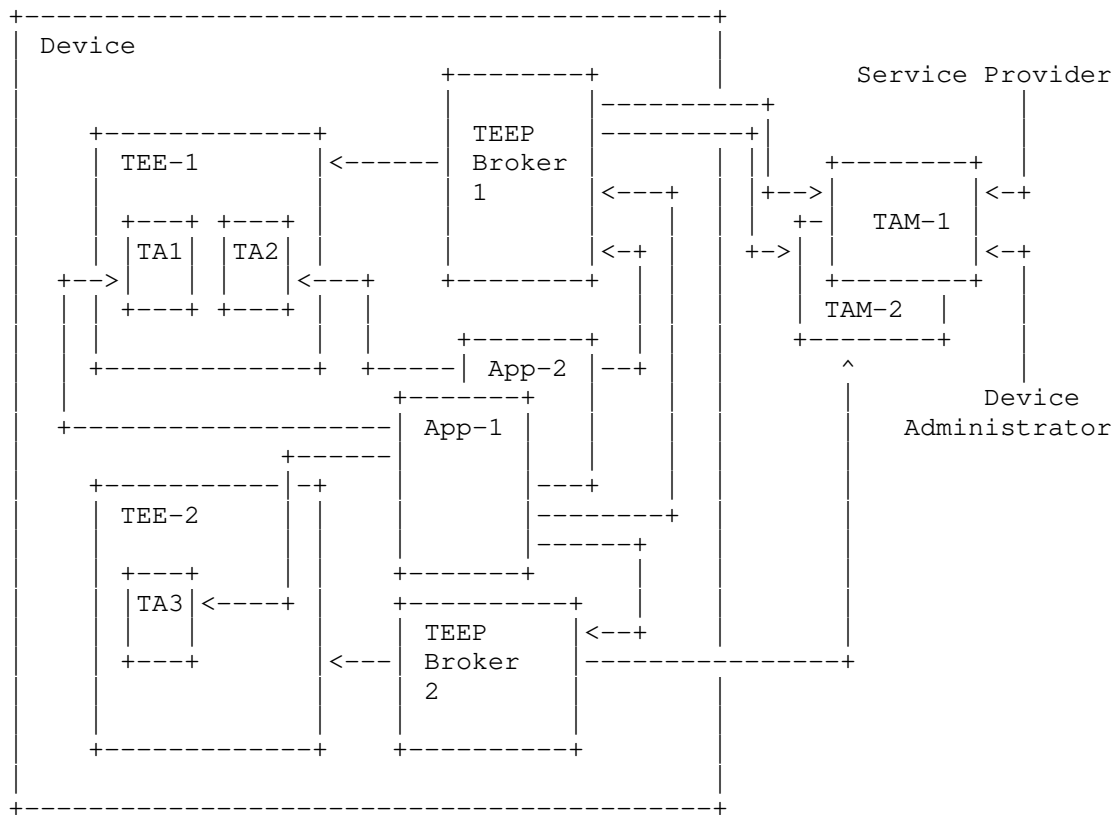 Device
Service Provider
TEEP
TEE-1 Broker
1
TAM-1
TA1 TA2
TAM-2
App-2
Device
App-1 Administrator
TEE-2
TA3
TEEP
Broker
2